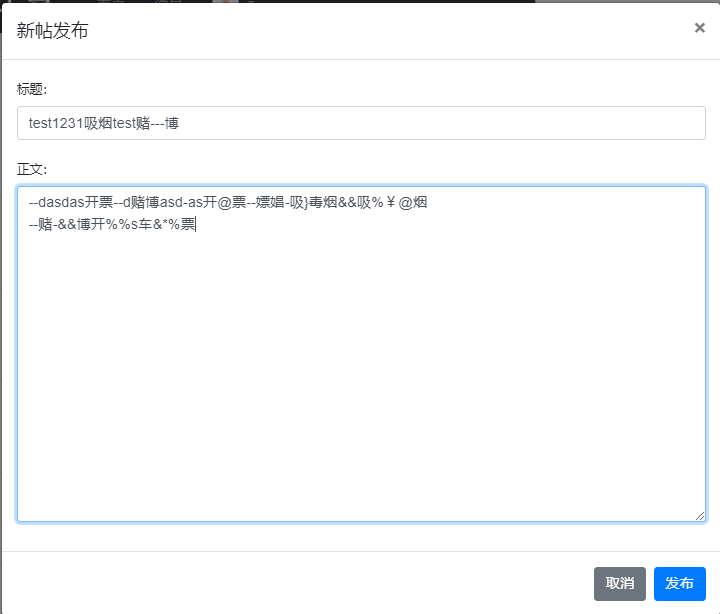 新帖发布
×
标题:
test1231吸烟test赌---博
正文:
--dasdas开票--d赌博asd-as开@票--嫖娼-吸}毒烟&&吸%￥@烟
--赌-&&博开%%s车&*%票
取消 发布